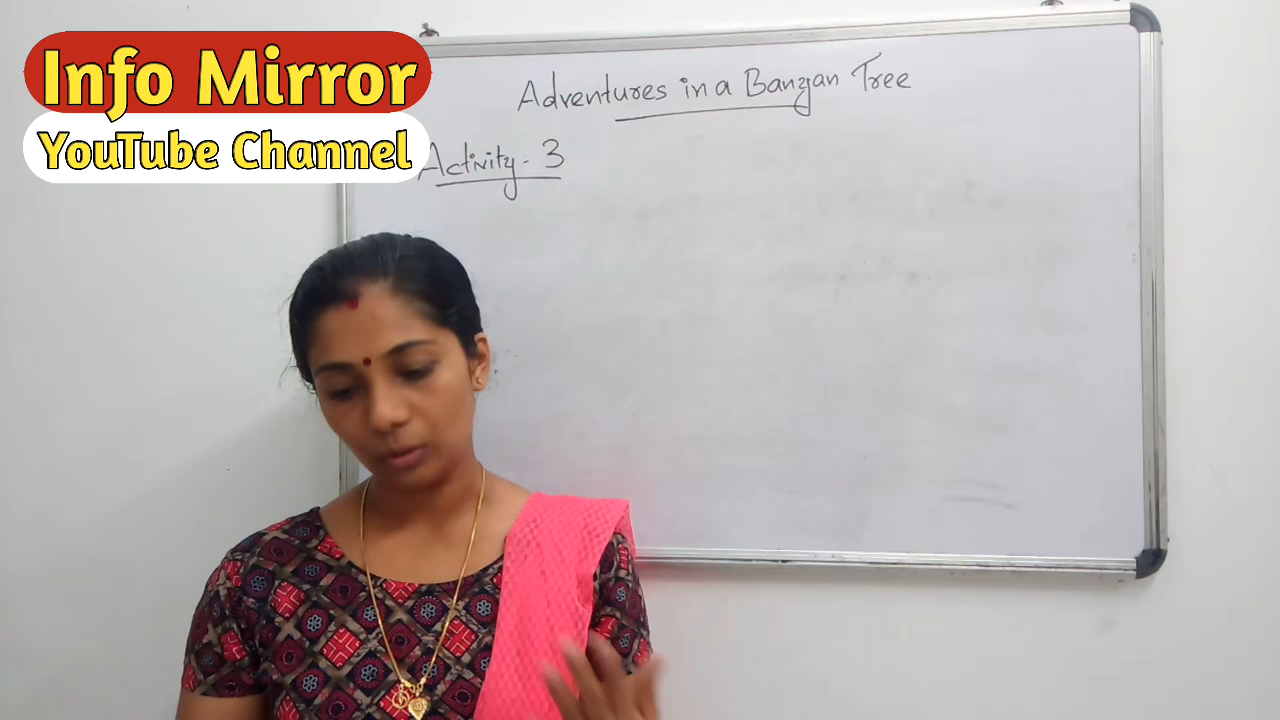 Info Mirror
YouTube Channel
Adventures in a Banyan Tree
Activity - 3